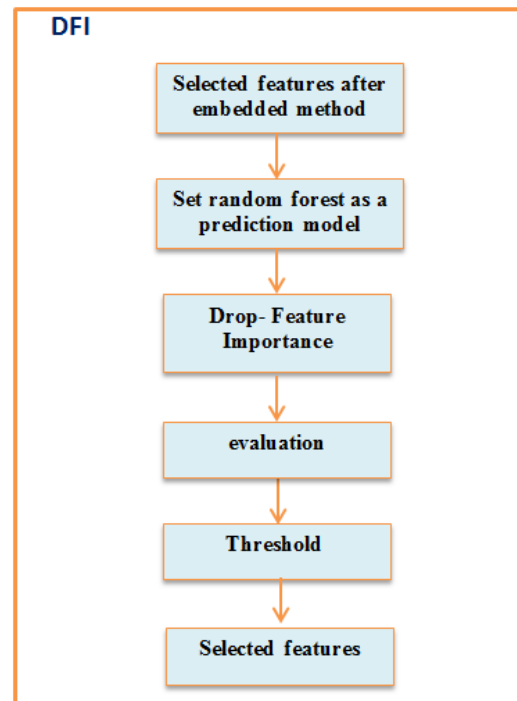 DFI
Selected features after
embedded method
Set random forest as a
prediction model
Drop- Feature
Importance
evaluation
Threshold
Selected features